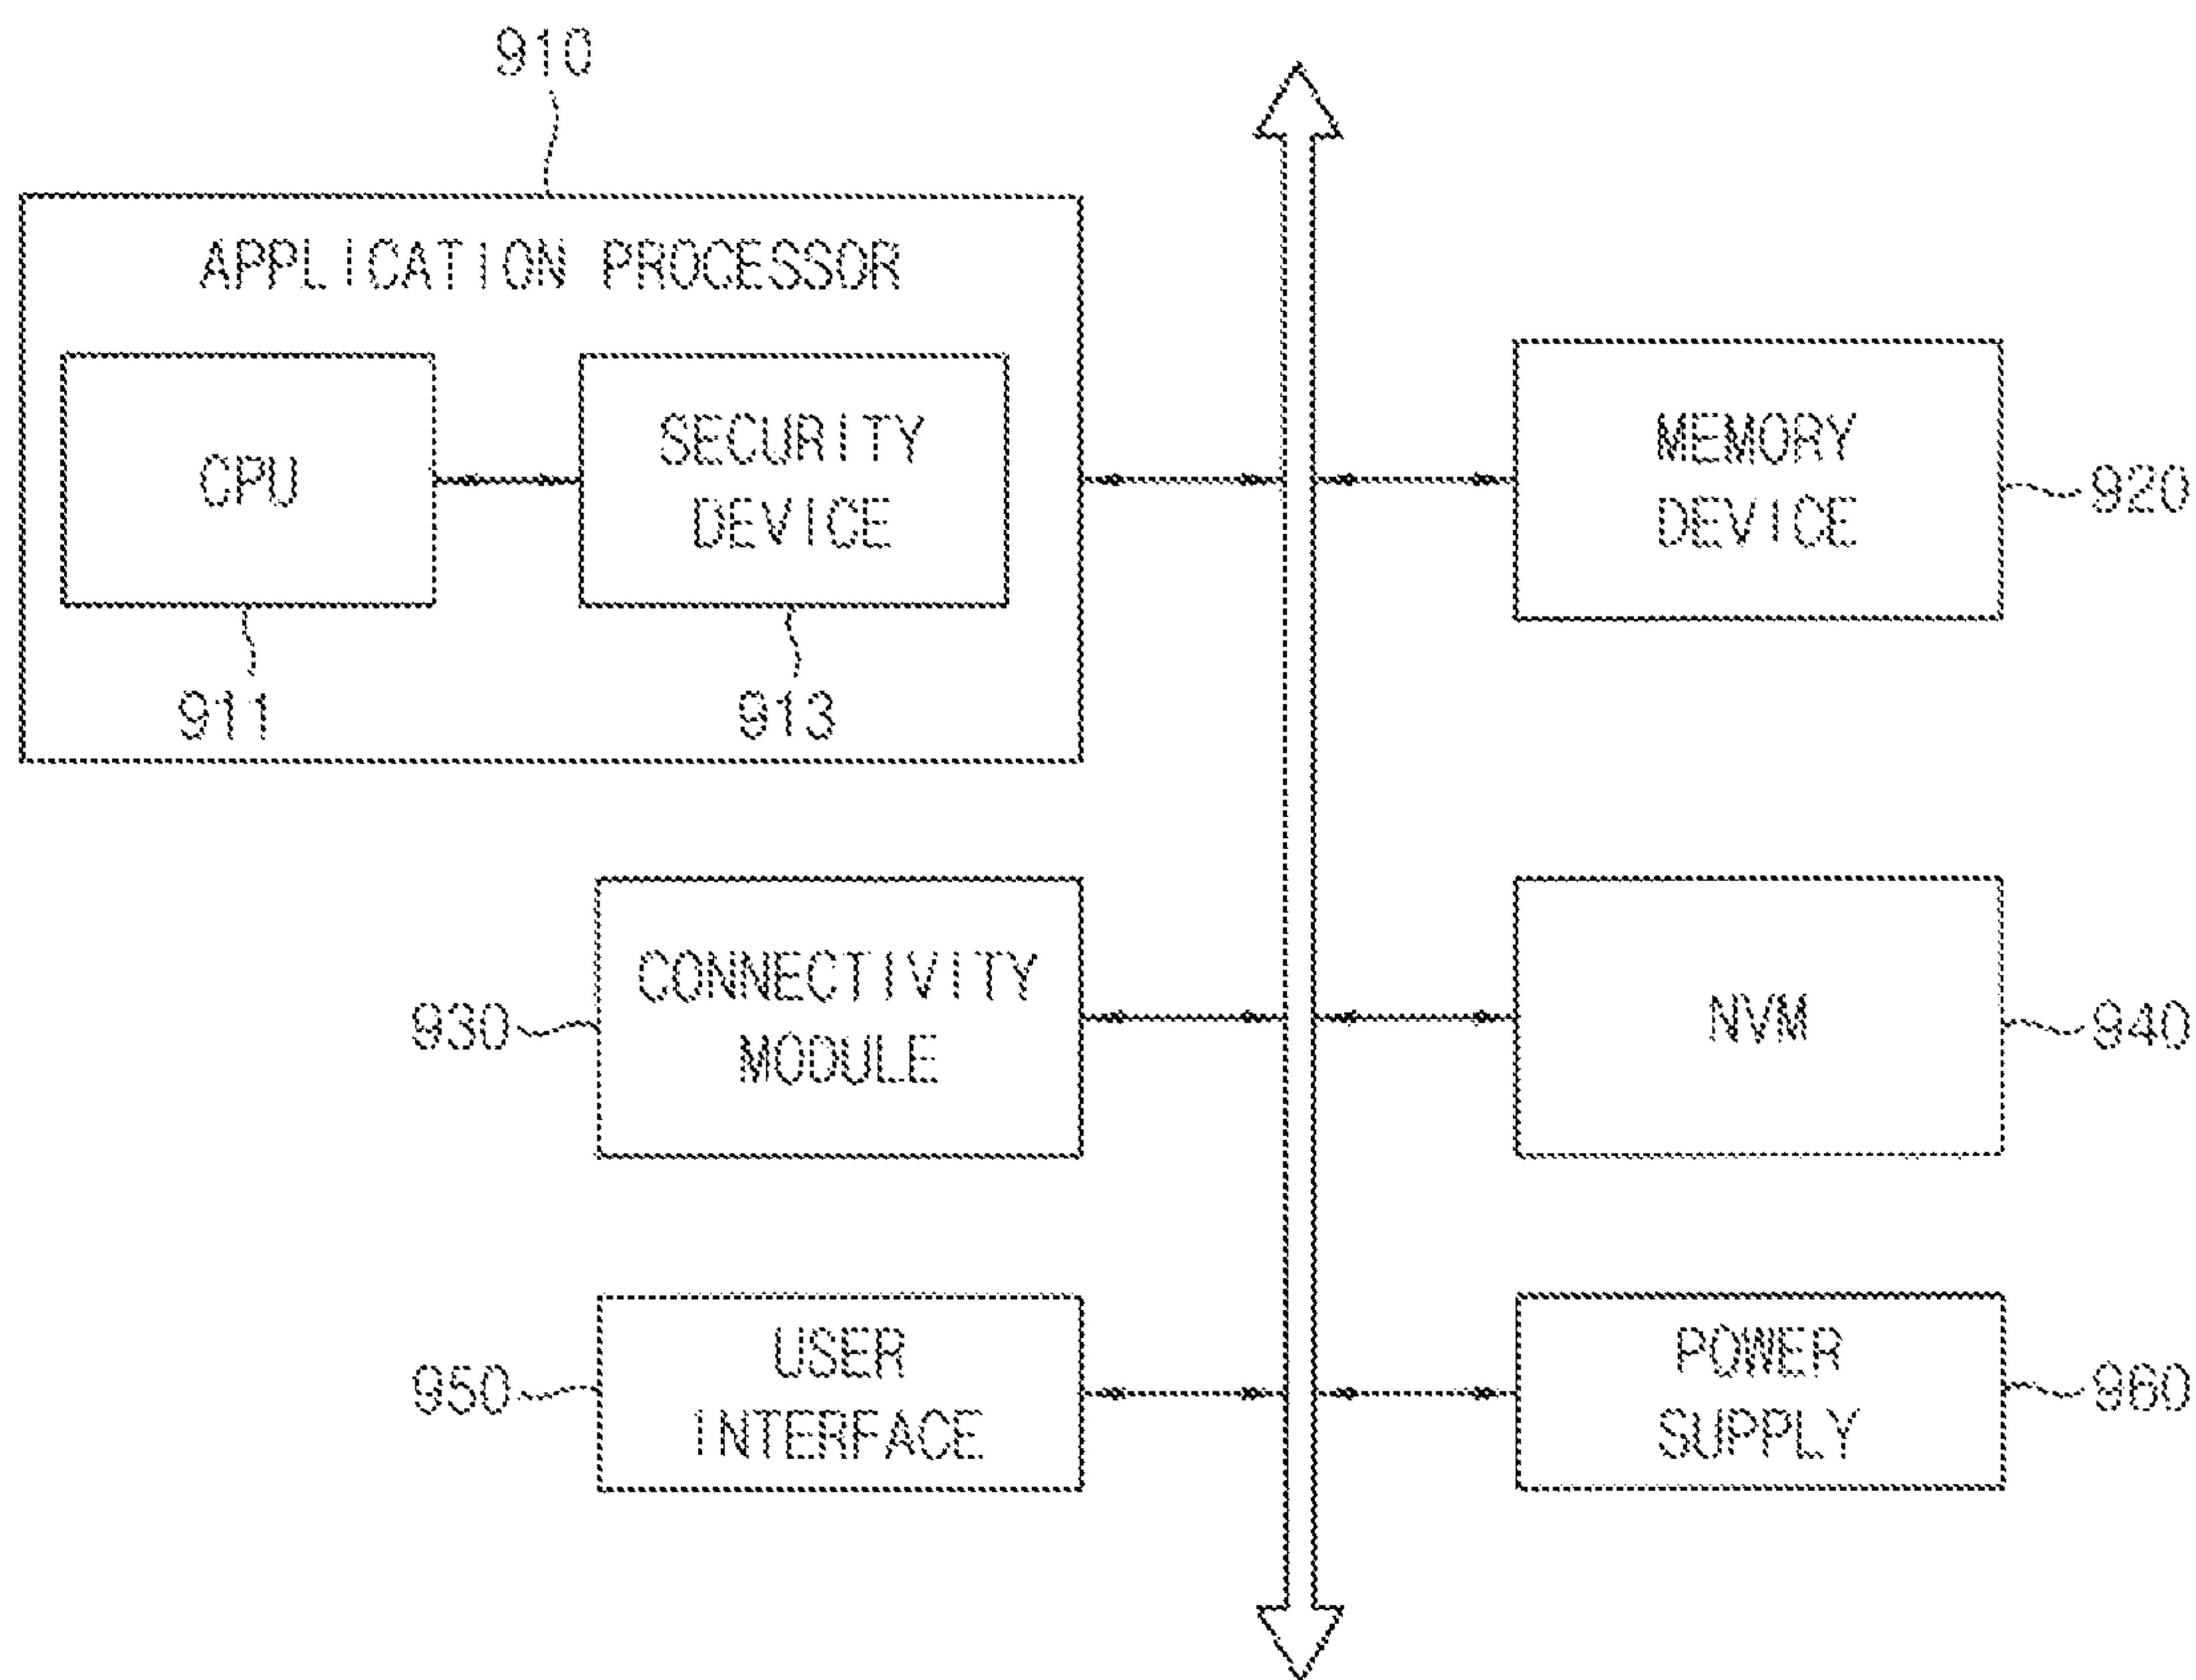 910
APPLICATION PROCESSOR
CPU
SECURITY
DEVICE
911
913
MEMORY
DEVICE
920
930
CONNECTIVITY
MODULE
NVM
940
950
USER
INTERFACE
POWER
SUPPLY
960